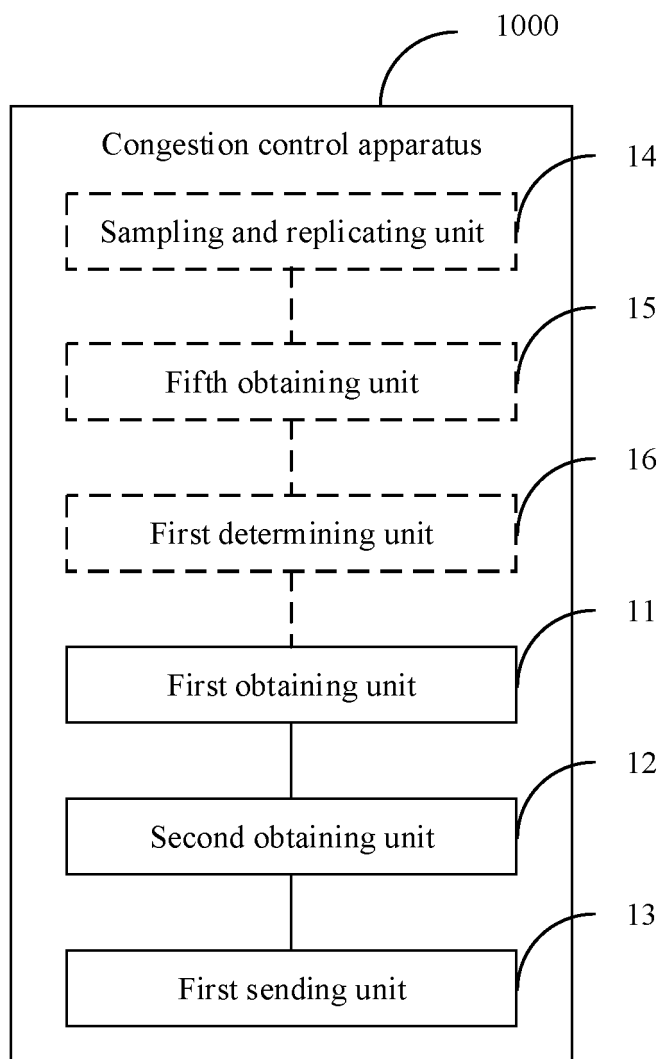 1000
Congestion control apparatus
14
Sampling and replicating unit
15
Fifth obtaining unit
16
First determining unit
11
First obtaining unit
12
Second obtaining unit
13
First sending unit